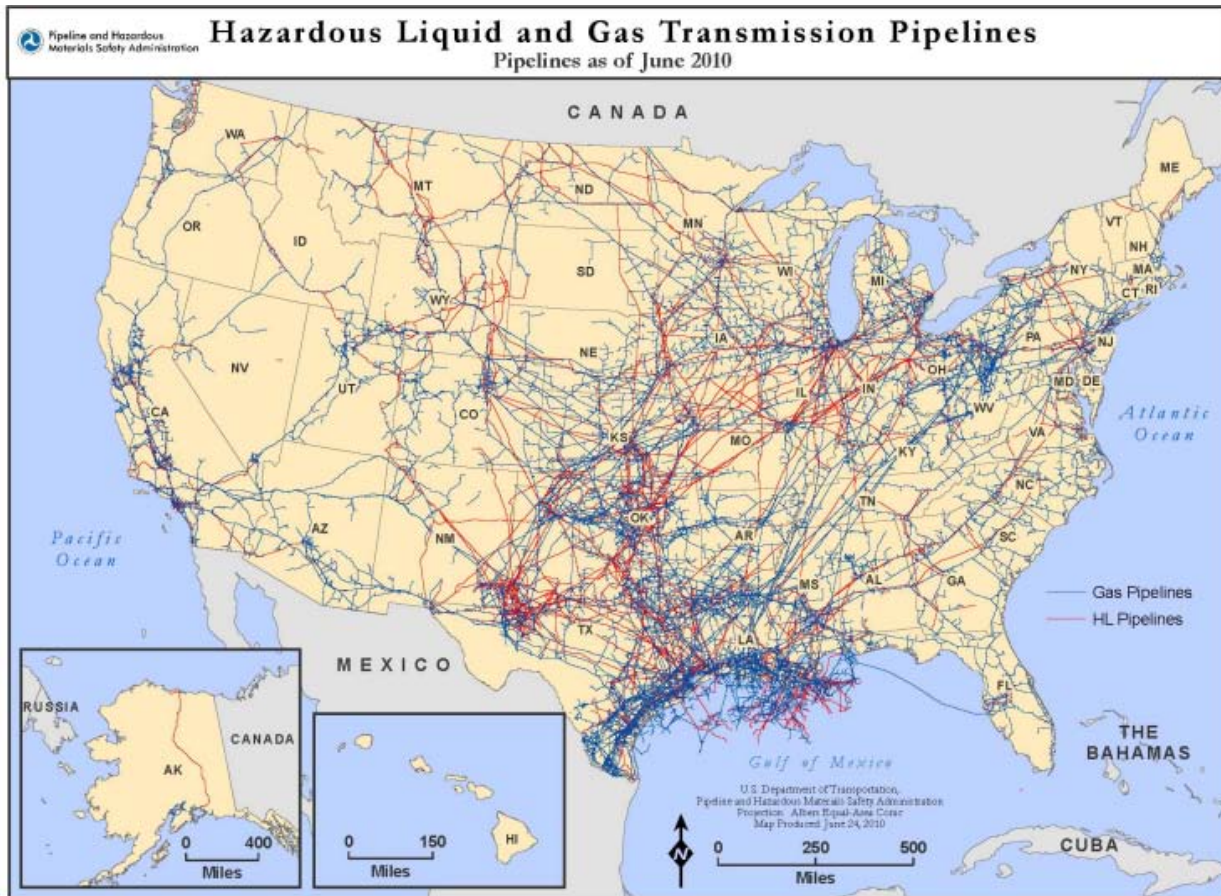 Pipeline and Hazardous
Materials Safety Administration
Hazardous Liquid and Gas Transmission Pipelines
Pipelines as of June 2010
CANADA
WA
MT
ND
MN
ME
VT
NH
OR
ID
SD
WI
MI
NY
MA
CT
RI
WY
IA
PA
NJ
NE
OH
NV
UT
IL
IN
MD
DE
CO
CA
WV
Atlantic
Ocean
KS
MO
VA
KY
NC
TN
OK
AZ
NM
AR
SC
Pacific
Ocean
MS
AL
GA
Gas Pipelines
HL Pipelines
TX
LA
MEXICO
FL
RUSSIA
CANADA
AK
0 400
Miles
0 150
Miles
HI
THE
BAHAMAS
Gulf of Mexico
U.S. Department of Transportation,
Pipeline and Hazardous Materials Safety Administration
Projection: Albers Equal-Area Conic
Map Produced: June 24, 2010
N
0 250 500
Miles
CUBA